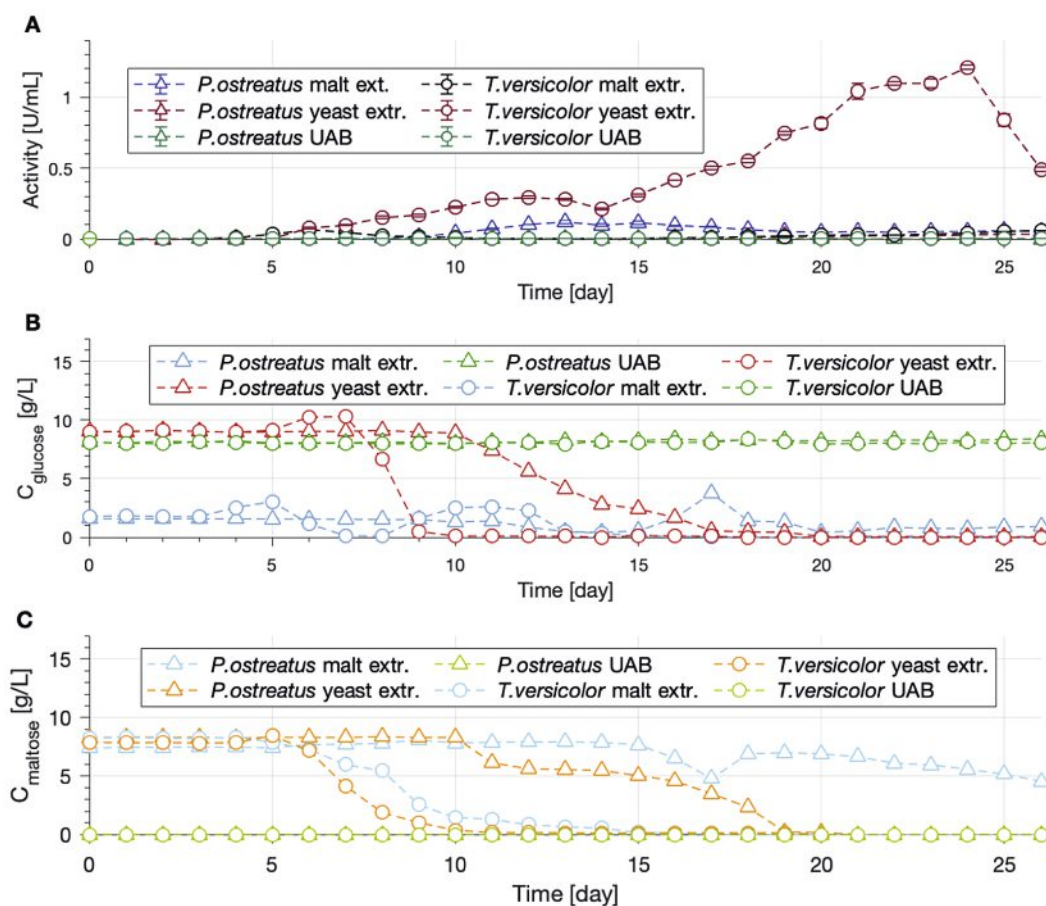 A
Activity [U/mL]
1
0.5
0
P.ostreatus malt ext. T.versicolor malt extr.
P.ostreatus yeast extr. T.versicolor yeast extr.
P.ostreatus UAB T.versicolor UAB
0 5 10 15 20 25
Time [day]
B
C glucose [g/L]
15
10
5
0
P.ostreatus malt extr. P.ostreatus UAB T.versicolor yeast extr.
P.ostreatus yeast extr. T.versicolor malt extr. T.versicolor UAB
0 5 10 15 20 25
Time [day]
C
C maltose [g/L]
15
10
5
0
P.ostreatus malt extr. P.ostreatus UAB T.versicolor yeast extr.
P.ostreatus yeast extr. T.versicolor malt extr. T.versicolor UAB
0 5 10 15 20 25
Time [day]